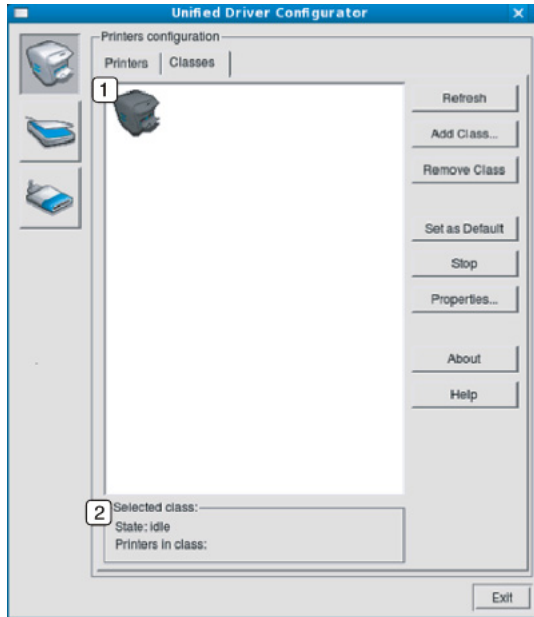 Unified Driver Configurator
Printers configuration
Printers
Classes
1
Refresh
Add Class...
Remove Class
Set as Default
Stop
Properties...
About
Help
2
Selected class:
State: idle
Printers in class:
Exit